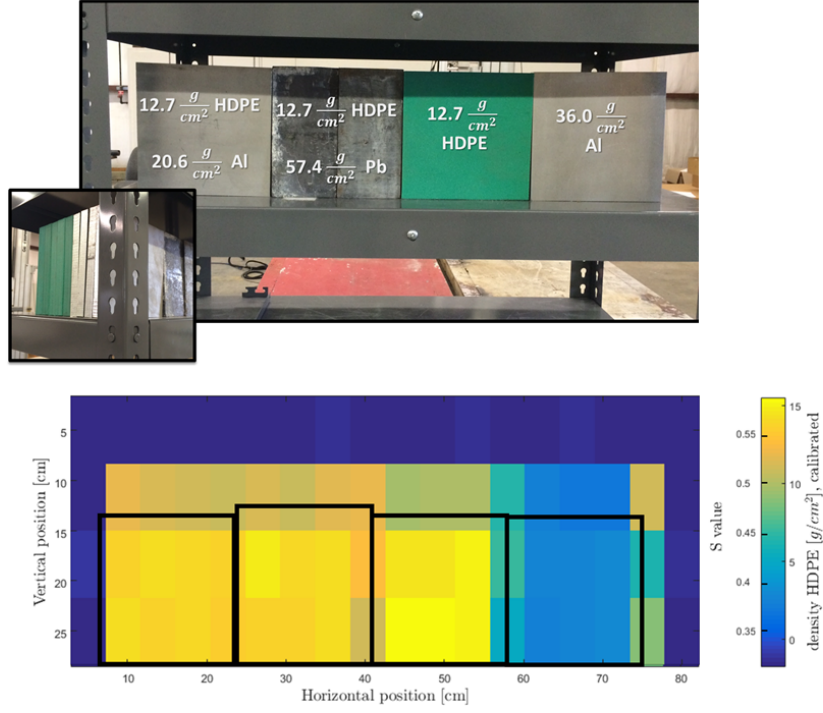 12.7 g/cm² HDPE
20.6 g/cm² Al
12.7 g/cm² HDPE
57.4 g/cm² Pb
12.7 g/cm²
HDPE
36.0 g/cm²
Al
5
10
15
20
25
Vertical position [cm]
10
20
30
40
50
60
70
80
Horizontal position [cm]
S value
0.55
0.5
0.45
0.4
0.35
15
10
5
0
density HDPE [g/cm²], calibrated